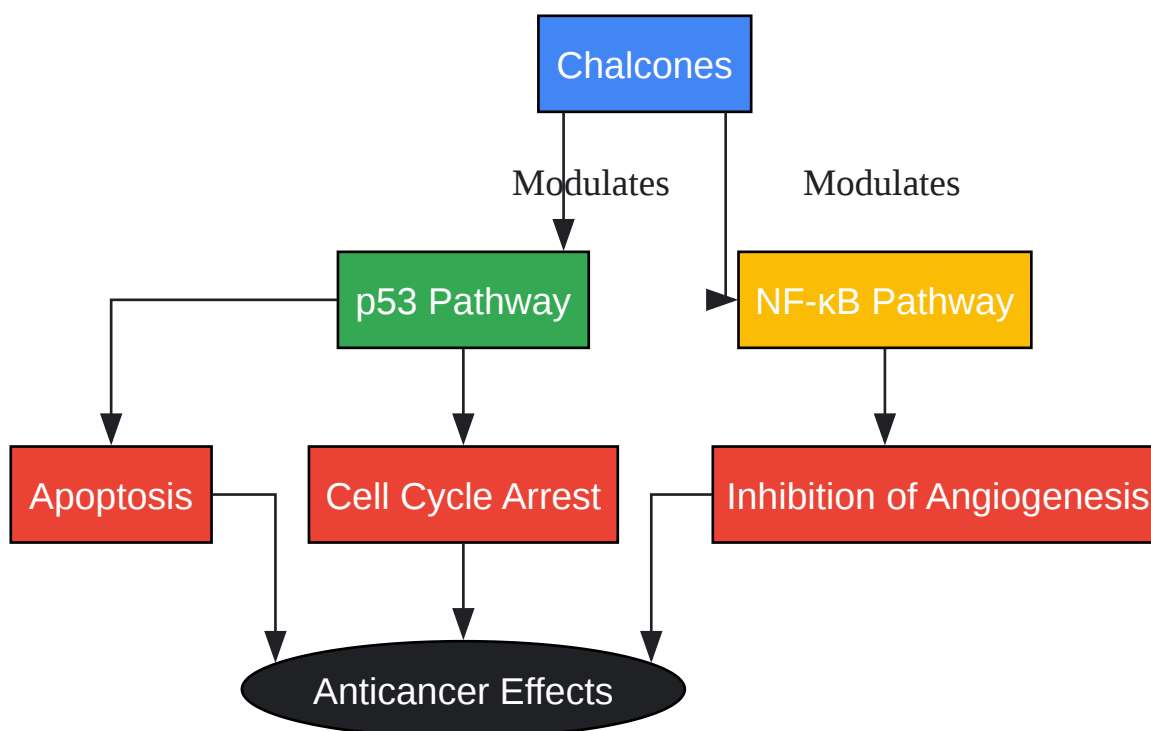 Chalcones
Modulates
Modulates
p53 Pathway
NF-κB Pathway
Apoptosis
Cell Cycle Arrest
Inhibition of Angiogenesis
Anticancer Effects